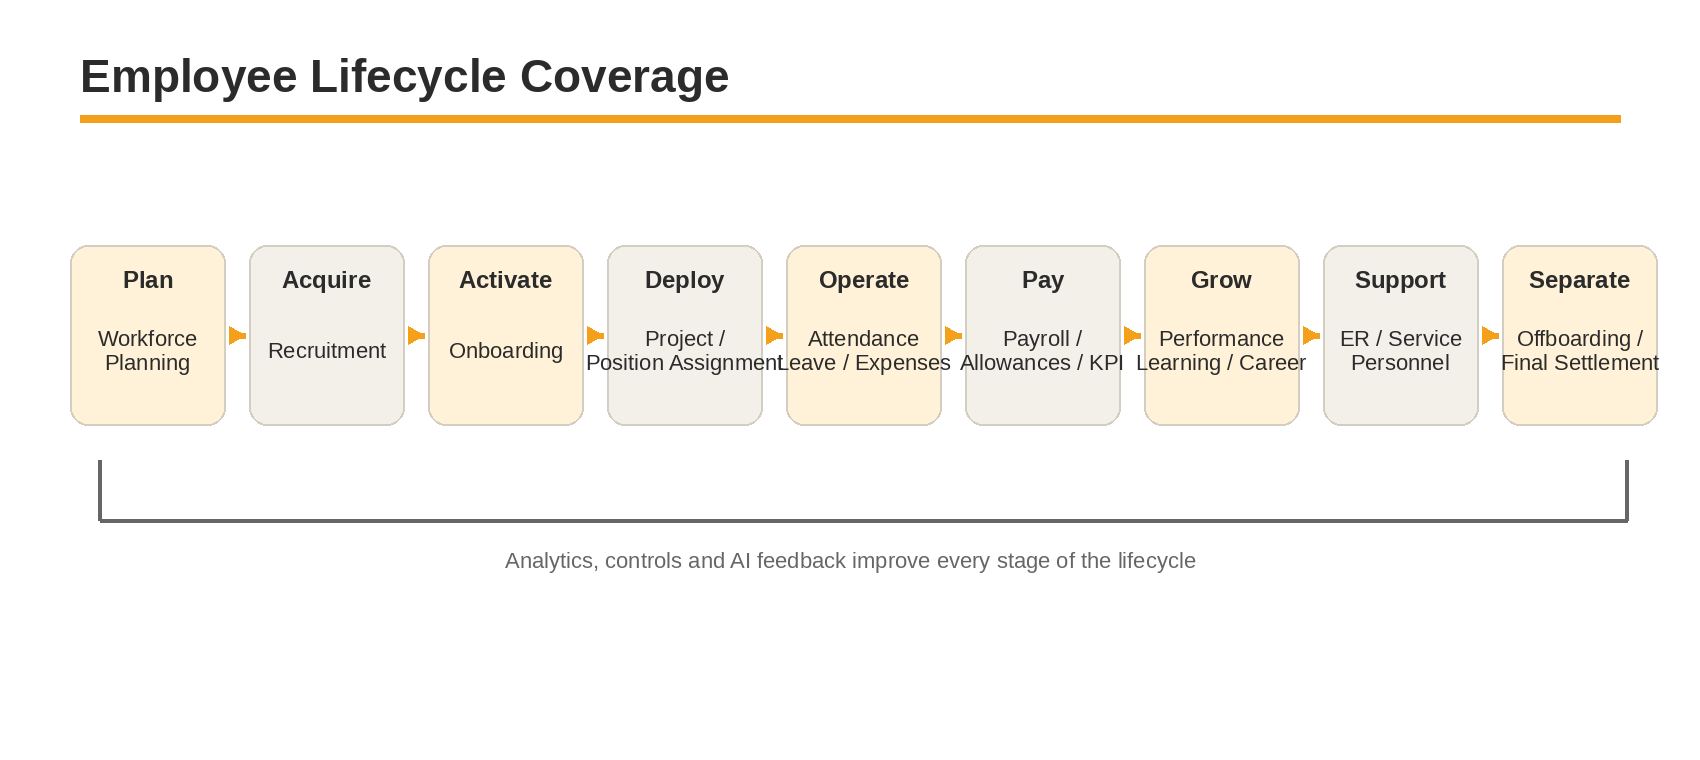 Employee Lifecycle Coverage
Plan
Workforce
Planning
Acquire
Recruitment
Activate
Onboarding
Deploy
Project /
Position Assignment
Operate
Attendance
Leave / Expenses
Pay
Payroll /
Allowances / KPI
Grow
Performance
Learning / Career
Support
ER / Service
Personnel
Separate
Offboarding /
Final Settlement
Analytics, controls and AI feedback improve every stage of the lifecycle